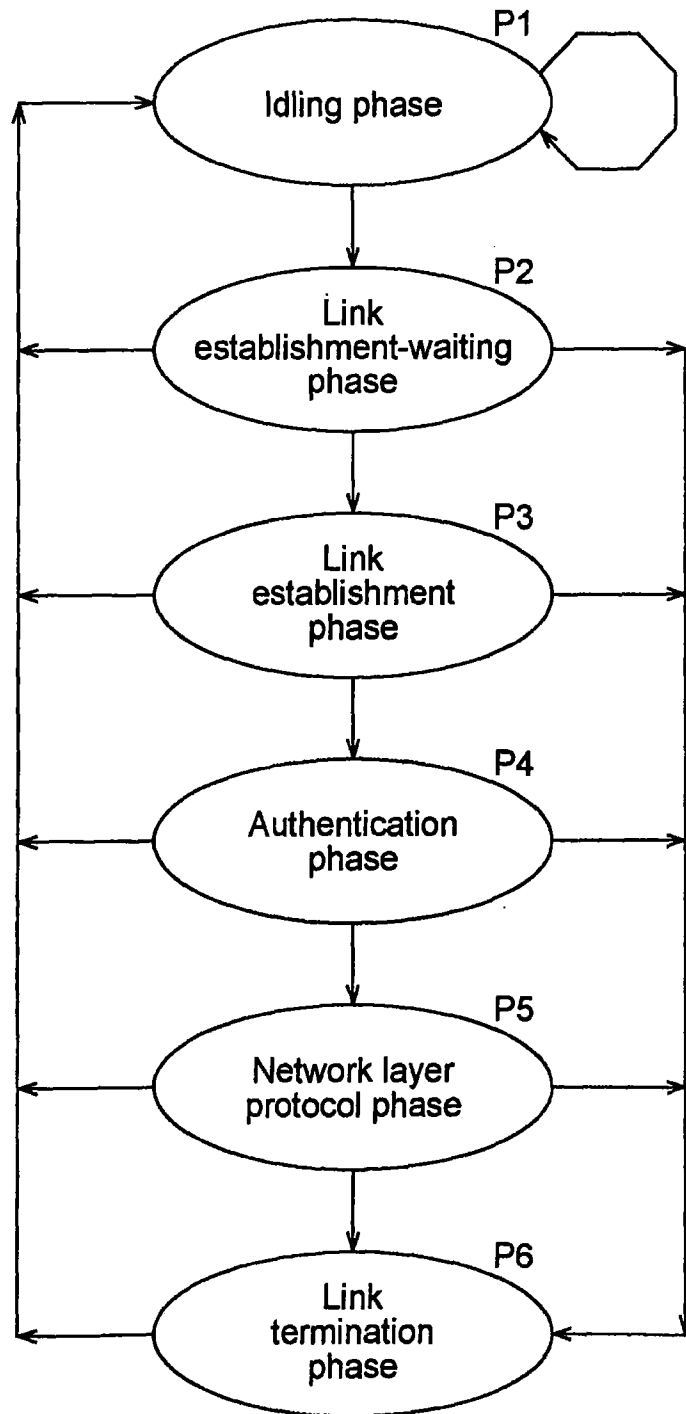 P1
Idling phase
P2
Link
establishment-waiting
phase
P3
Link
establishment
phase
P4
Authentication
phase
P5
Network layer
protocol phase
P6
Link
termination
phase